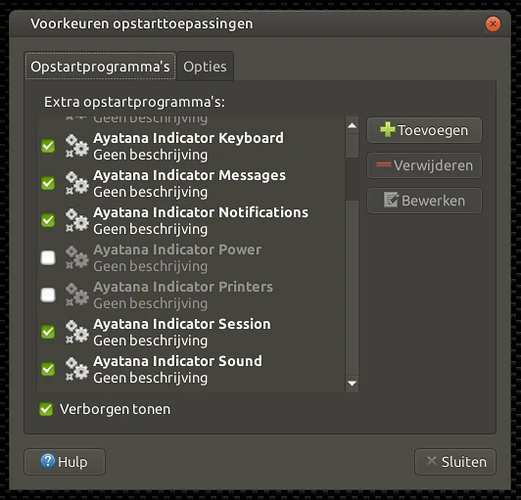 Voorkeuren opstarttoepassingen
Opstartprogramma's
Opties
Extra opstartprogramma's:
Geen beschrijving
Ayatana Indicator Keyboard
Geen beschrijving
Ayatana Indicator Messages
Geen beschrijving
Ayatana Indicator Notifications
Geen beschrijving
Ayatana Indicator Power
Geen beschrijving
Ayatana Indicator Printers
Geen beschrijving
Ayatana Indicator Session
Geen beschrijving
Ayatana Indicator Sound
Geen beschrijving
Toevoegen
Verwijderen
Bewerken
Verborgen tonen
Hulp
Sluiten